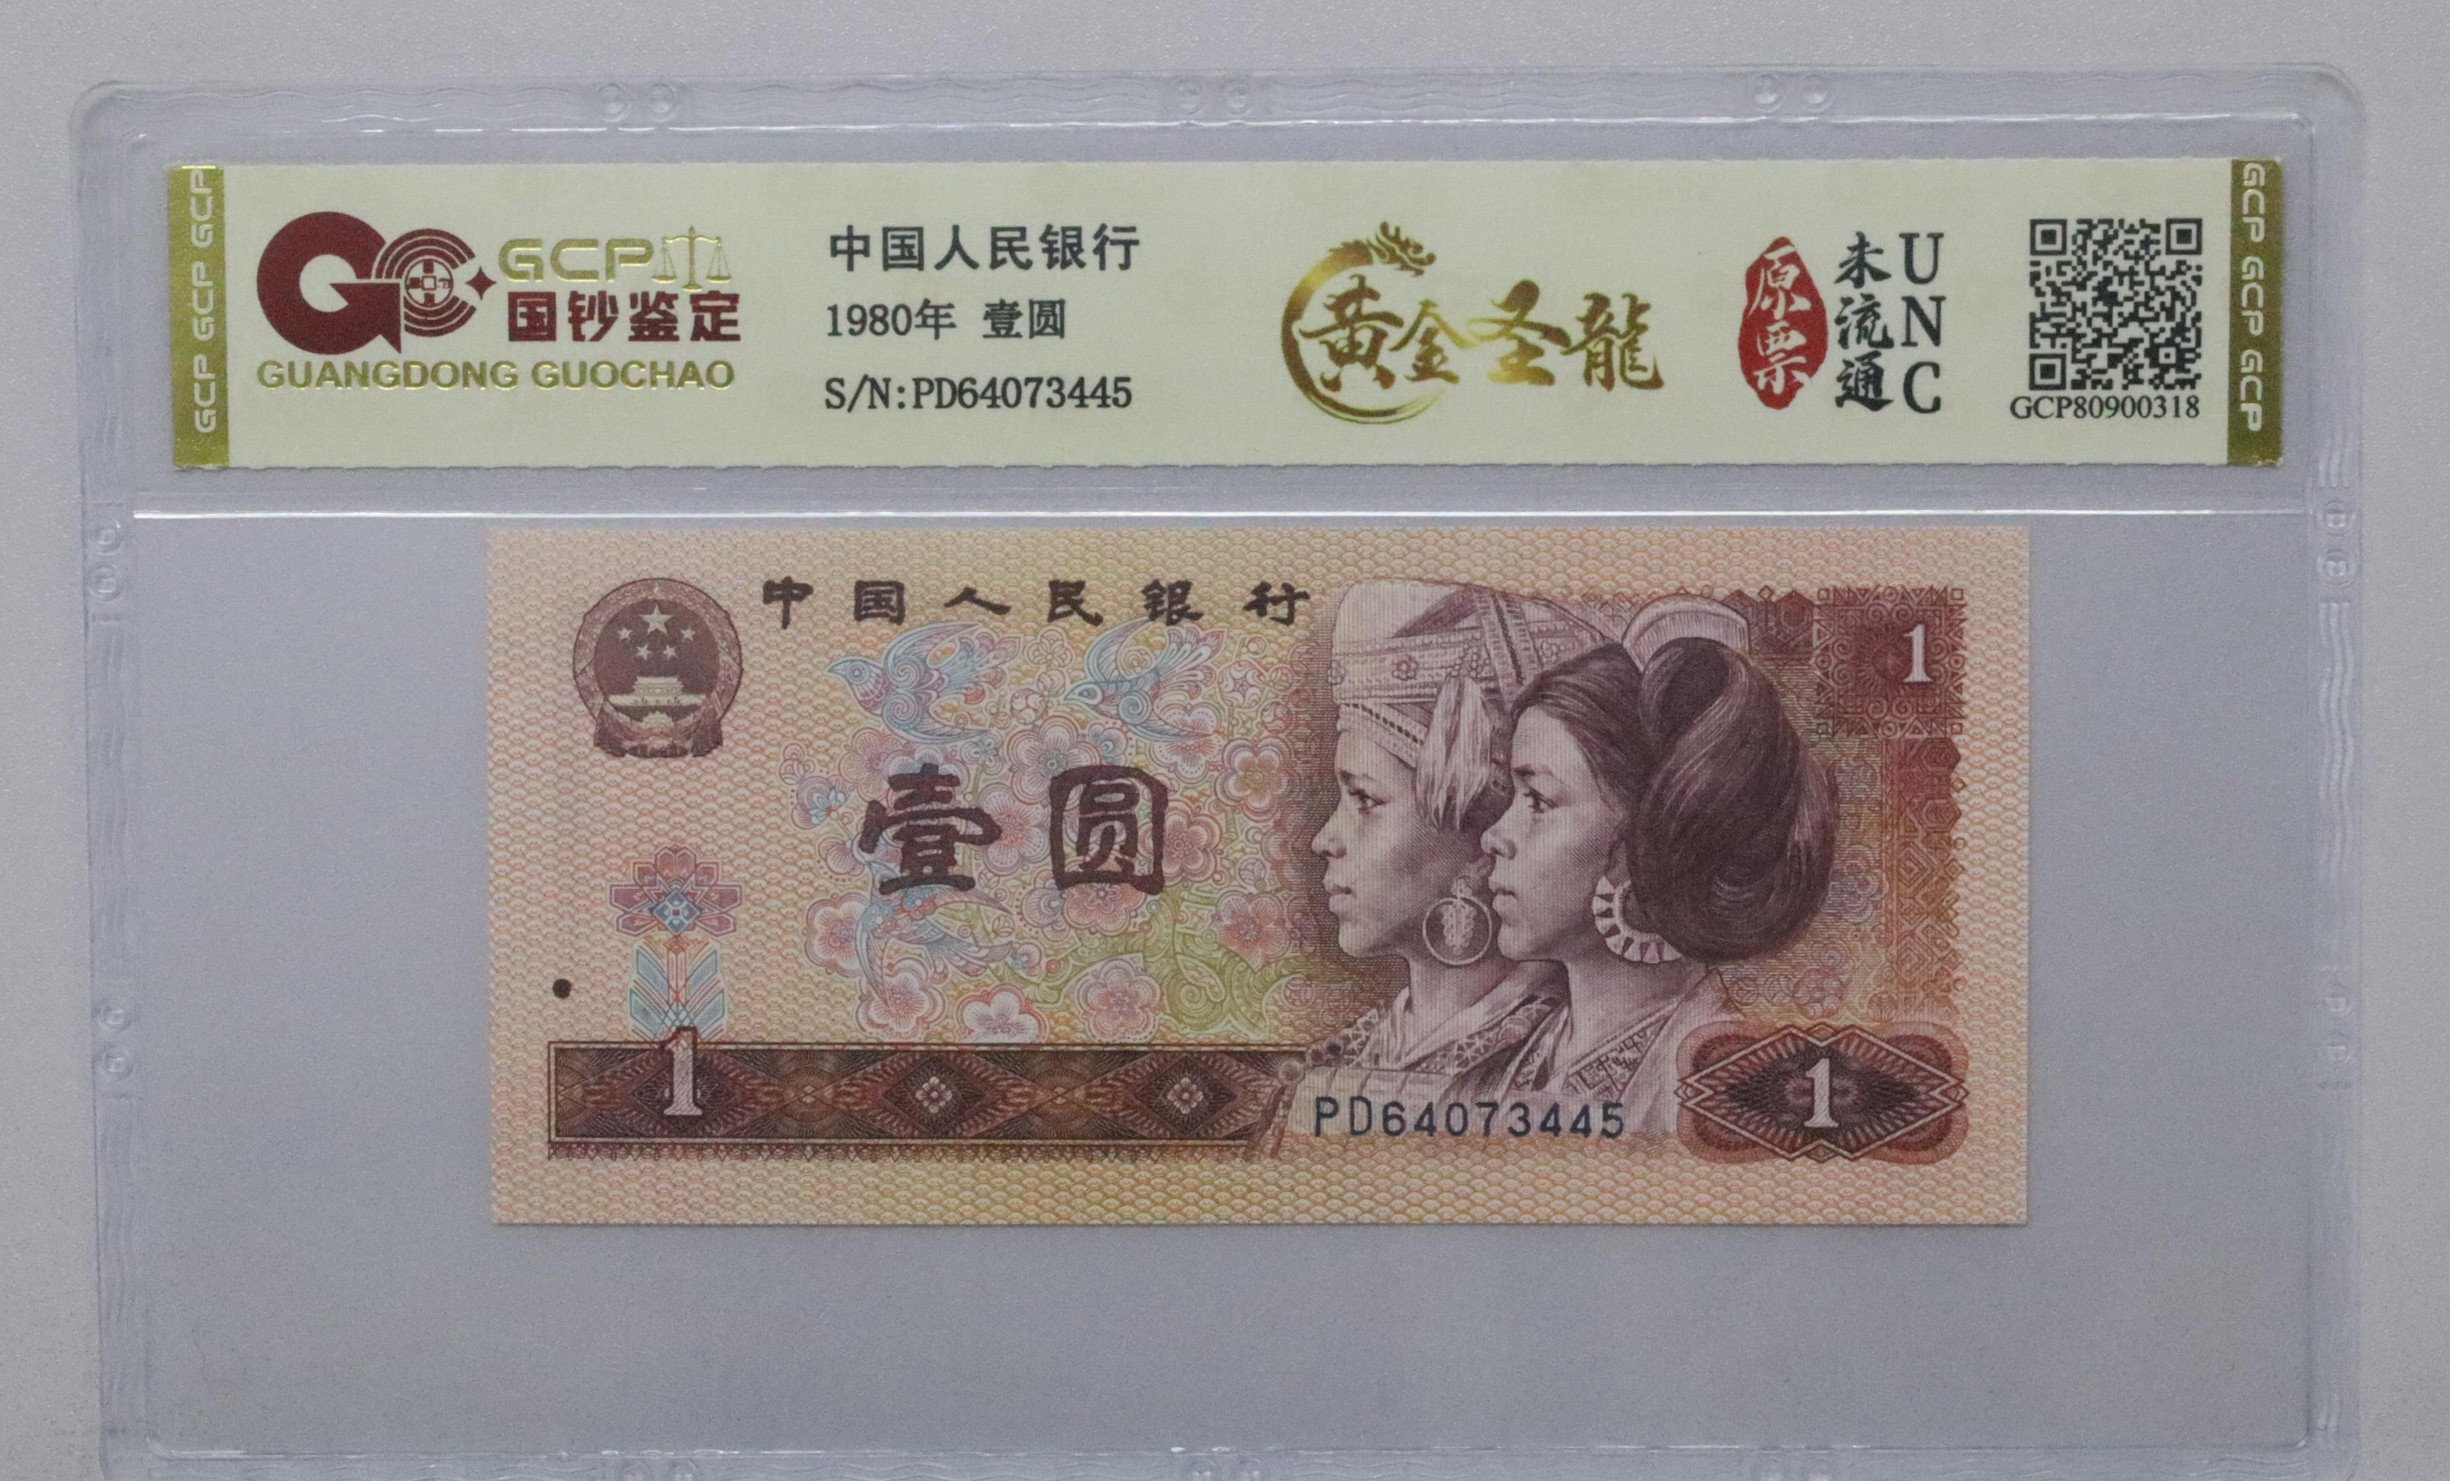 GCP GCP GCP
GCP
国钞鉴定
GUANGDONG GUOCHAO
中国人民银行
1980年 壹圆
S/N:PD64073445
黄金圣龍
原票
未流通
UNC
GCP80900318
GCP GCP GCP
中国人民银行
1
壹圆
1
PD64073445
1